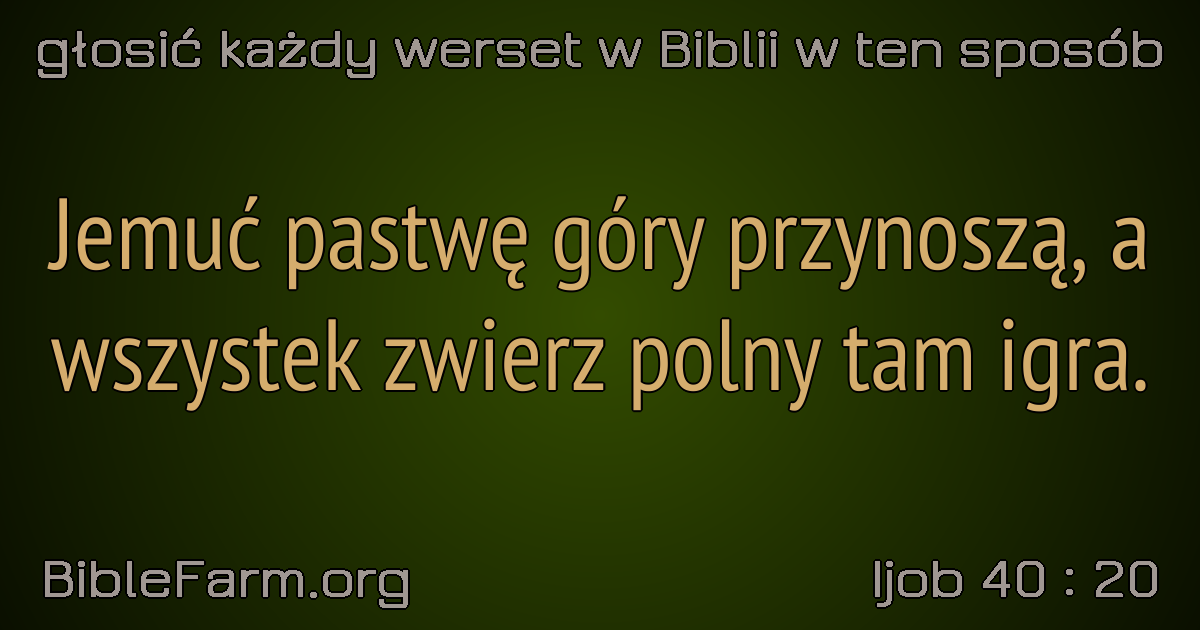 głosić każdy werset w Biblii w ten sposób
Jemuć pastwę góry przynoszą, a
wszystek zwierz polny tam igra.
BibleFarm.org
Ijob 40 : 20